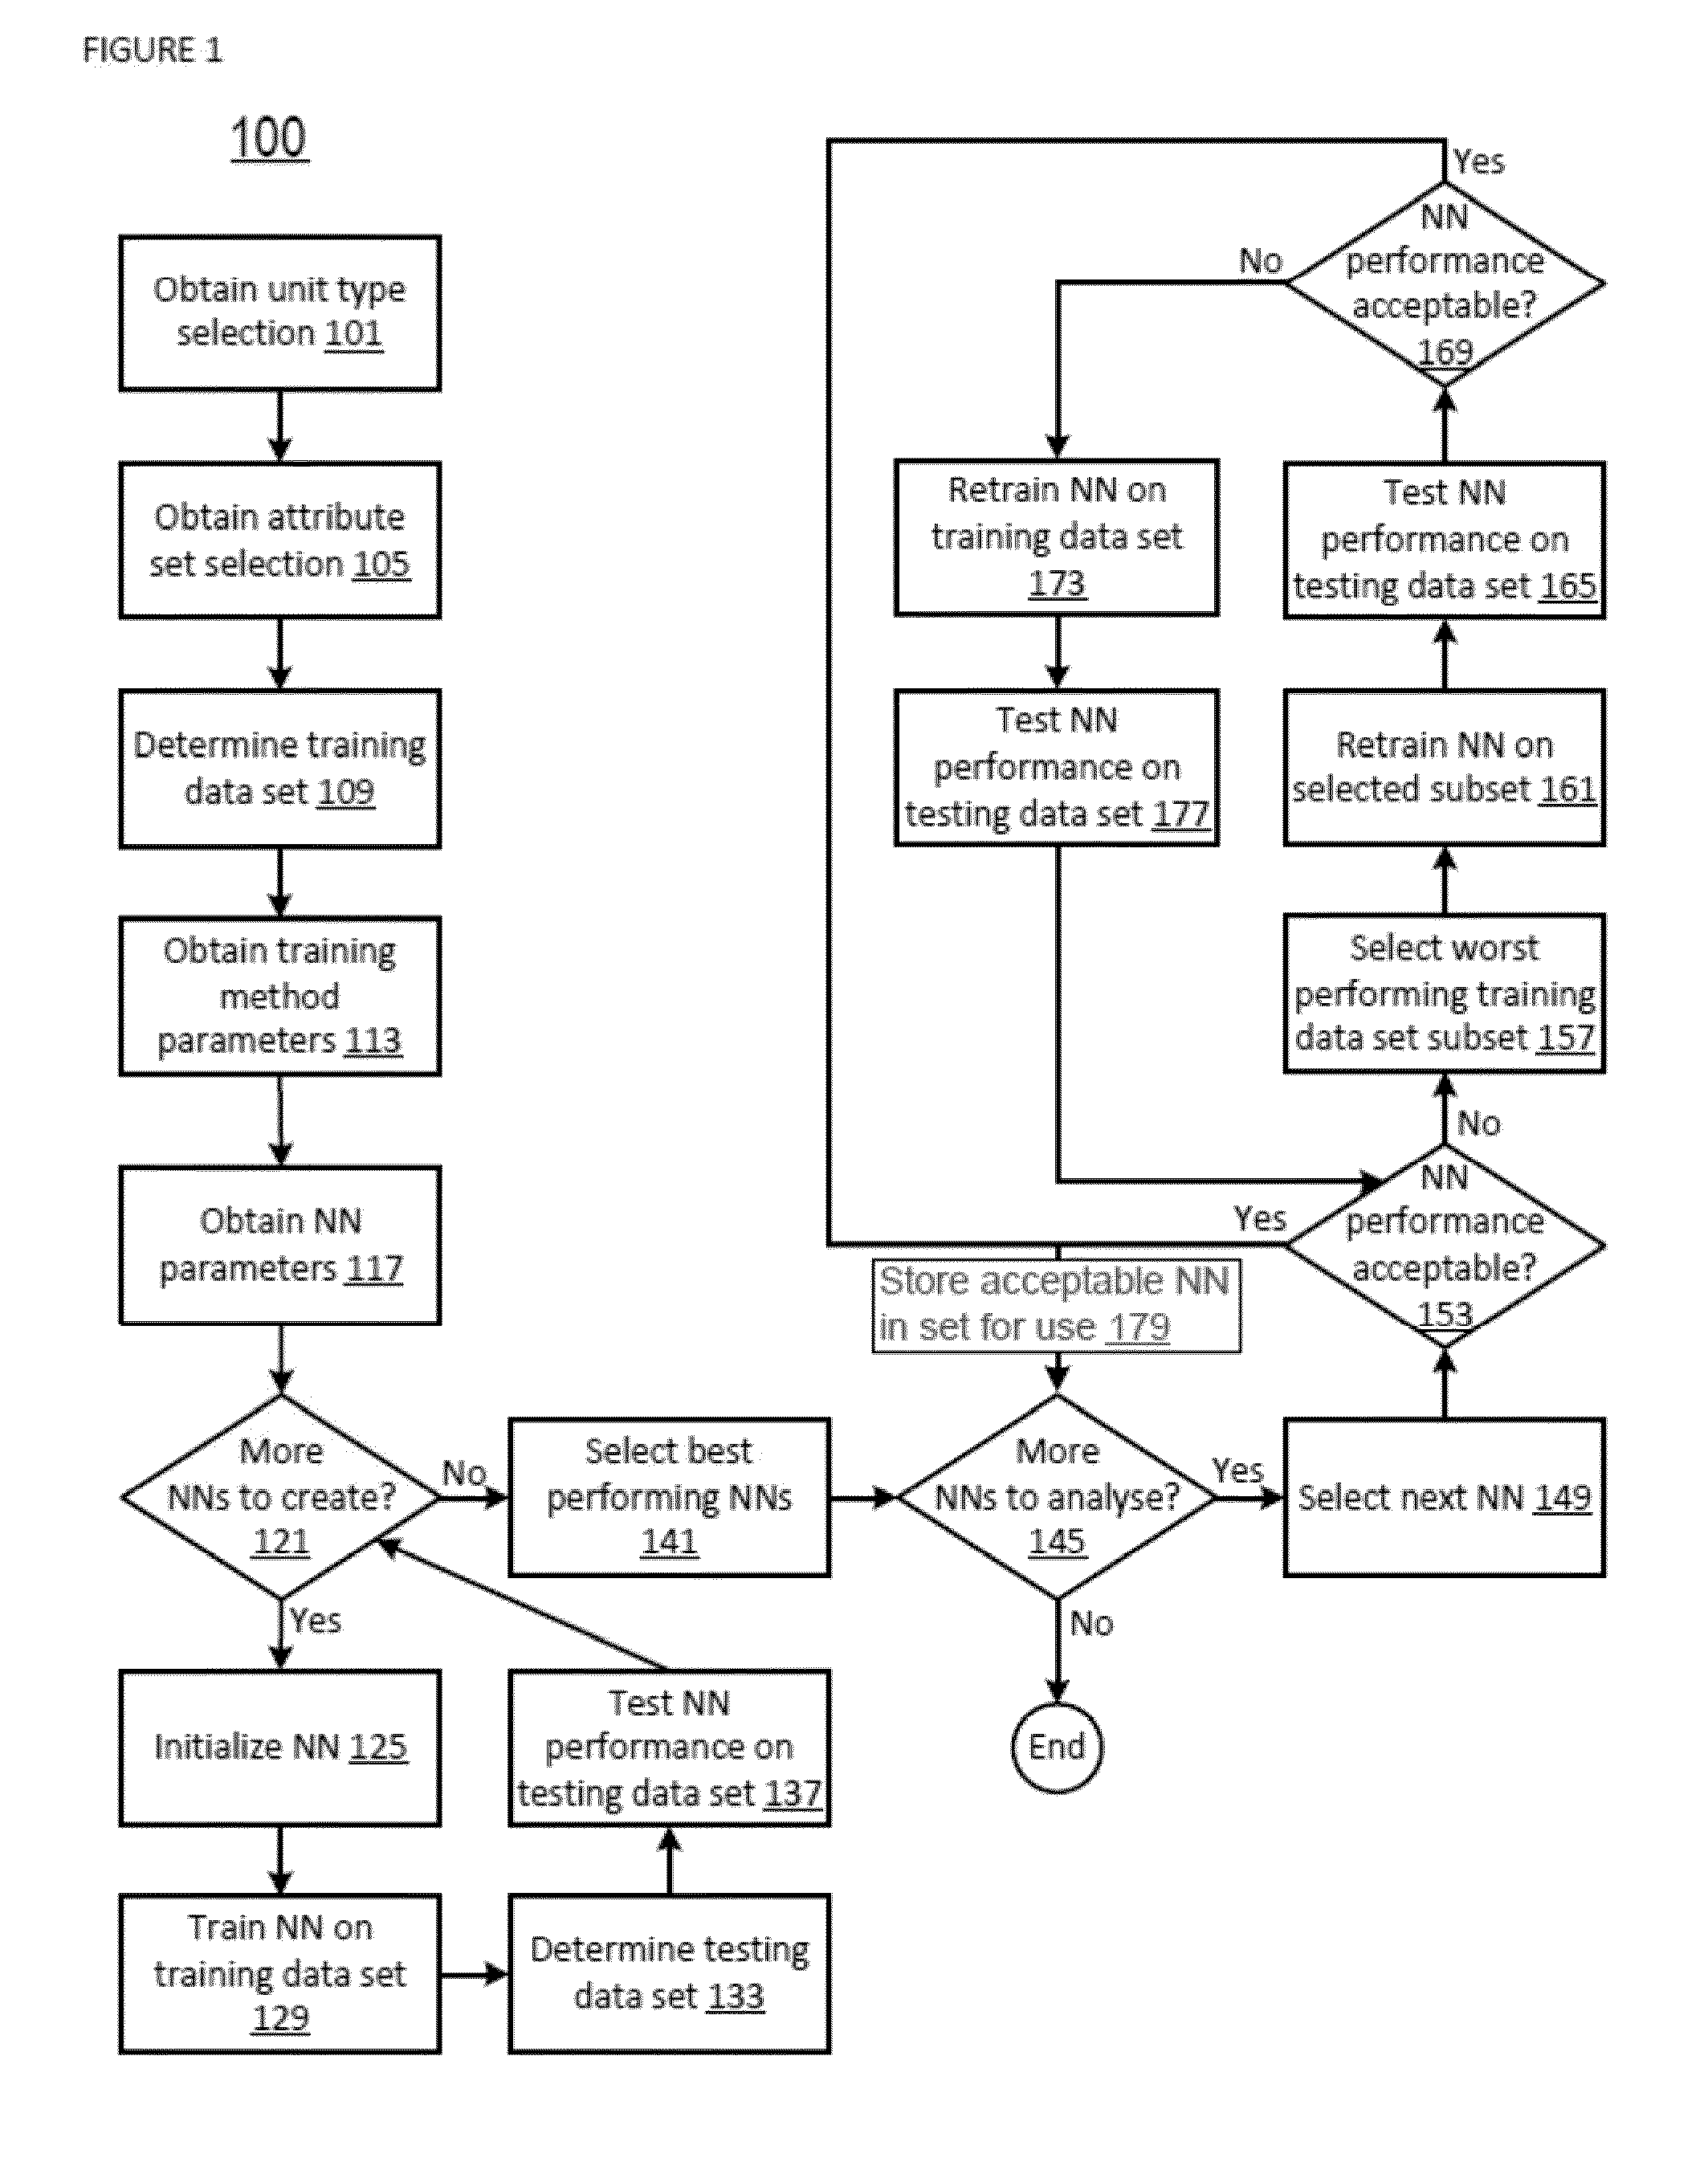 FIGURE 1
100
Obtain unit type
selection 101
Obtain attribute
set selection 105
Determine training
data set 109
Obtain training
method
parameters 113
Obtain NN
parameters 117
More
NNs to create?
121
No
Yes
Initialize NN 125
Train NN on
training data set
129
Determine testing
data set 133
Test NN
performance on
testing data set 137
Select best
performing NNs
141
More
NNs to analyse?
145
Yes
No
End
Select next NN 149
NN
performance
acceptable?
153
Yes
No
Select worst
performing training
data set subset 157
Retrain NN on
selected subset 161
Test NN
performance on
testing data set 165
NN
performance
acceptable?
169
Yes
No
Retrain NN on
training data set
173
Test NN
performance on
testing data set 177
Store acceptable NN
in set for use 179